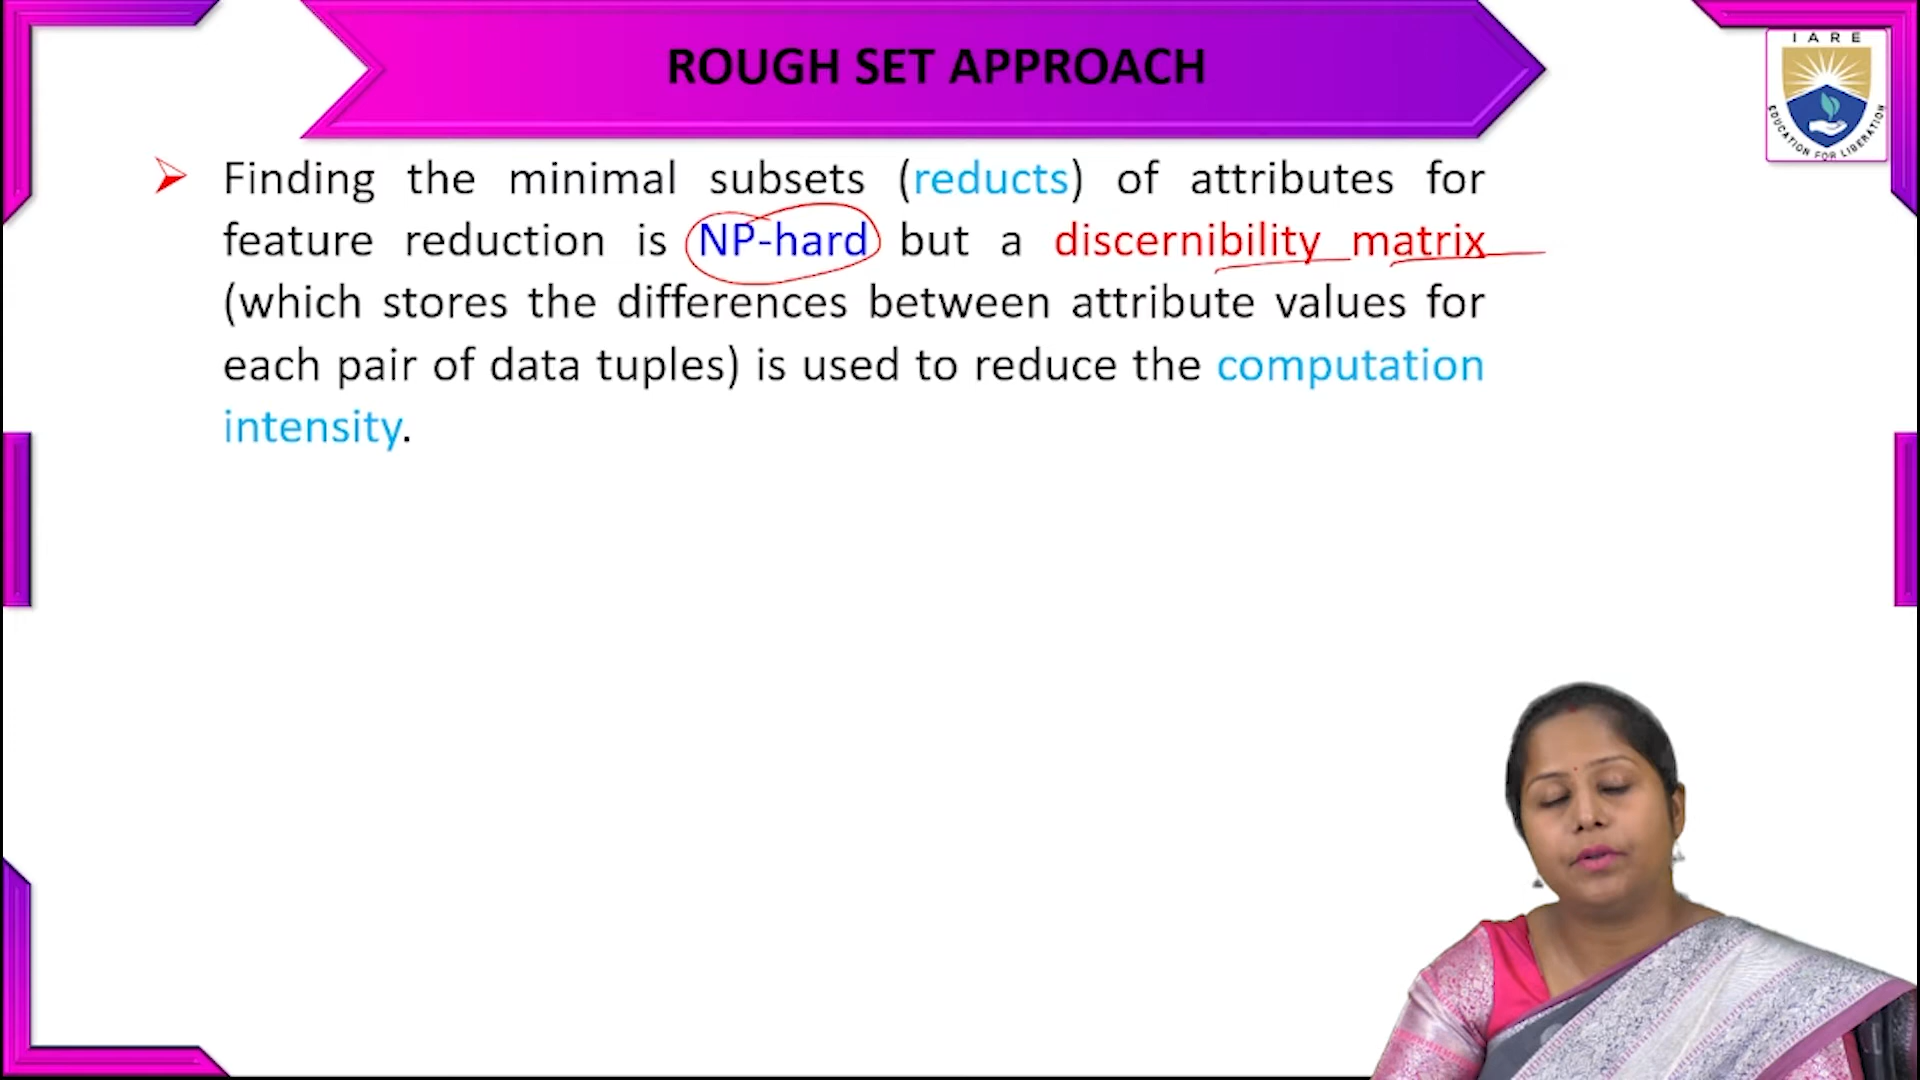 ROUGH SET APPROACH
IARE
EDUCATION FOR LIBERATION
Finding the minimal subsets (reducts) of attributes for
feature reduction is NP-hard but a discernibility matrix
(which stores the differences between attribute values for
each pair of data tuples) is used to reduce the computation
intensity.